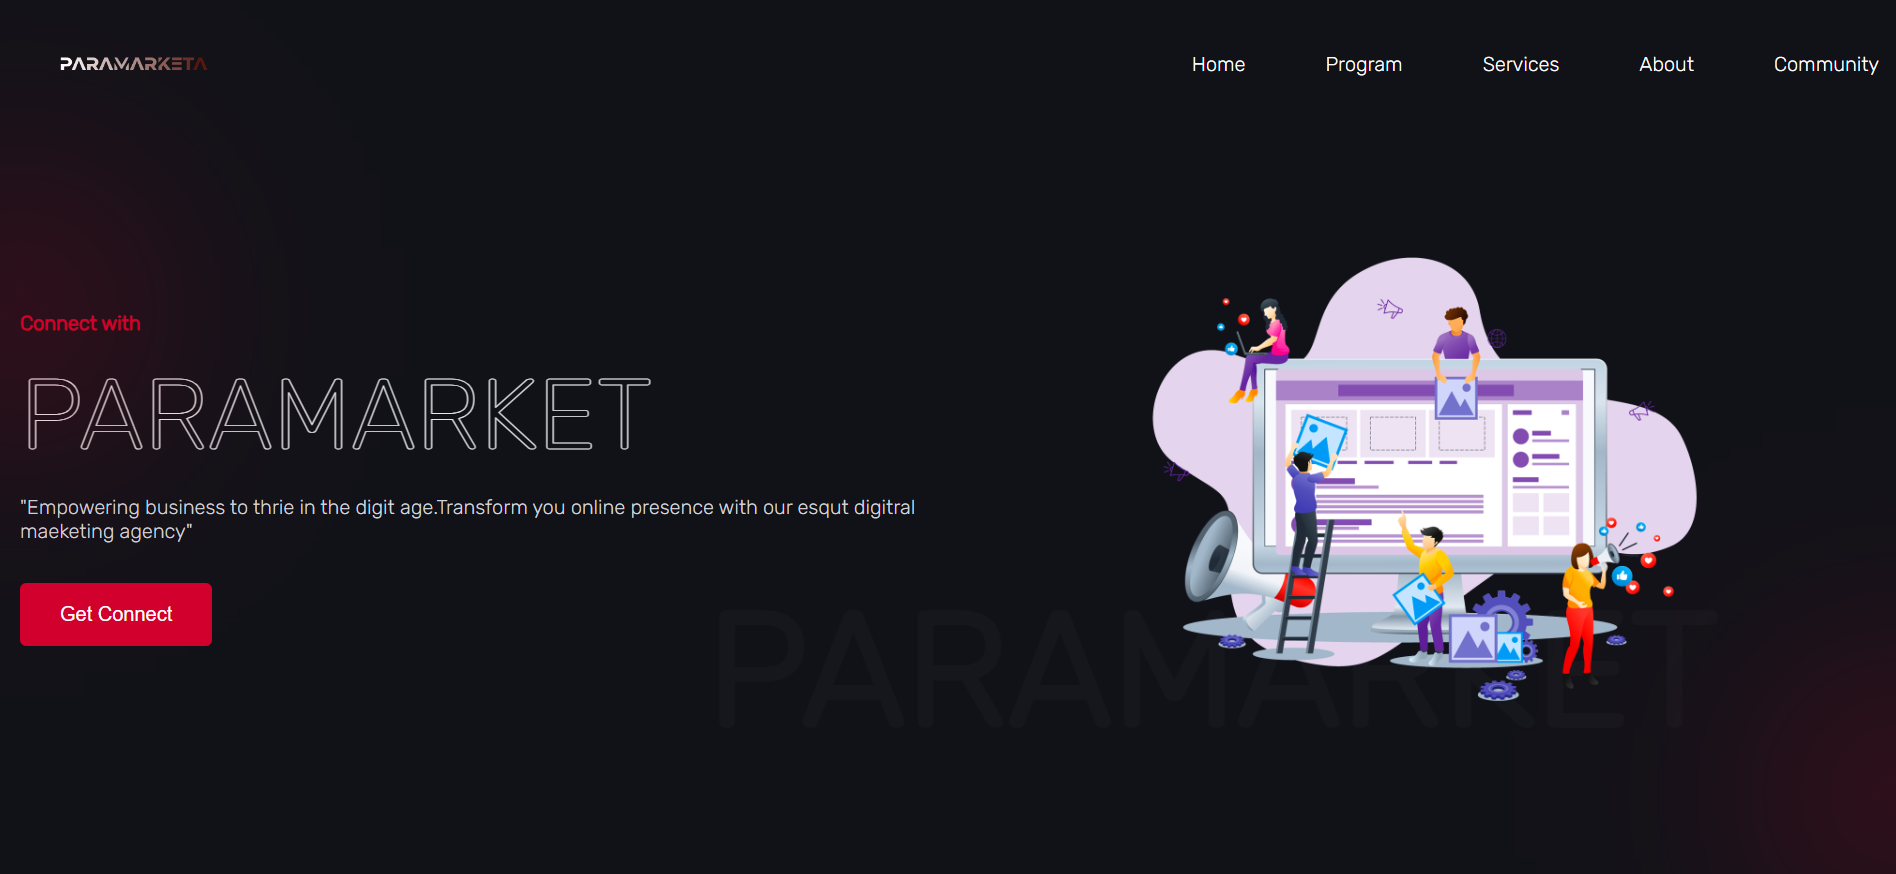 PARAMARKETA
Home Program Services About Community
Connect with
PARAMARKET
"Empowering business to thrie in the digit age.Transform you online presence with our esqut digitral
maeketing agency"
Get Connect
PARAMARKET